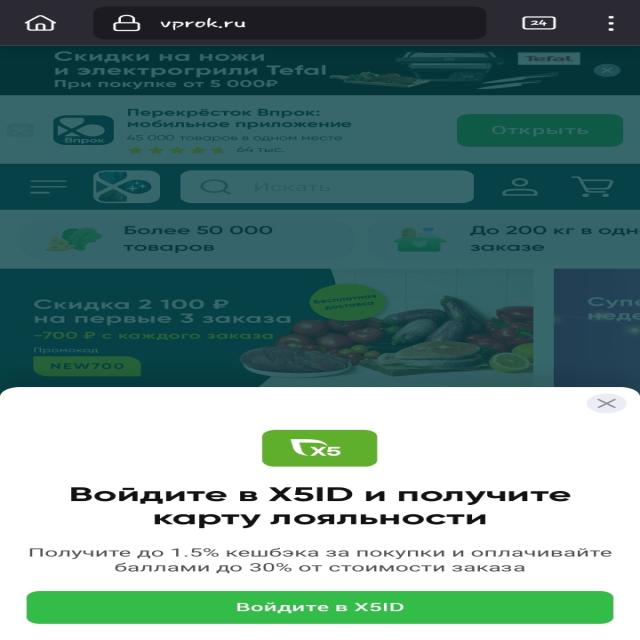 vprok.ru
24
Скидки на ножи
и электрогрили Tefal
При покупке от 5 000₽
Tefal
Перекрёсток Впрок:
мобильное приложение
45 000 товаров в одном месте
64 тыс.
Впрок
Открыть
Искать
Более 50 000
товаров
До 200 кг в одн
заказе
Скидка 2 100 ₽
на первые 3 заказа
-700 ₽ с каждого заказа
Промокод
NEW700
Бесплатная
доставка
Супе
неде
X5
Войдите в X5ID и получите
карту лояльности
Получите до 1.5% кешбэка за покупки и оплачивайте
баллами до 30% от стоимости заказа
Войдите в X5ID